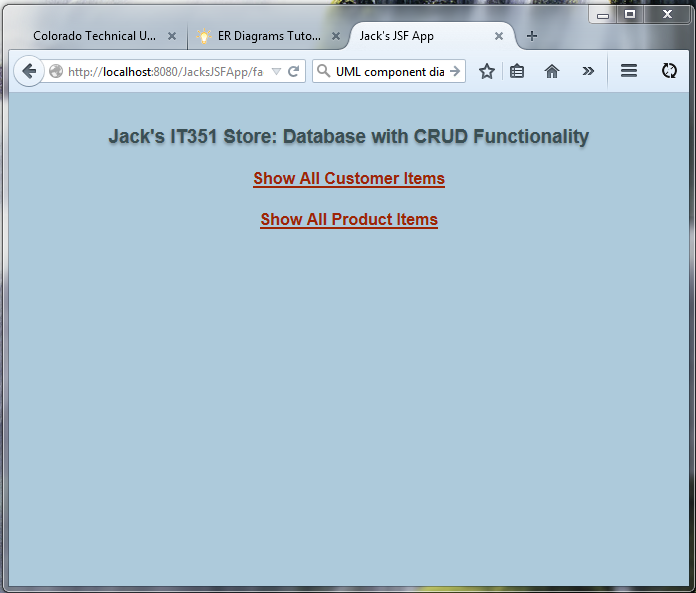 Colorado Technical U...
ER Diagrams Tuto...
Jack's JSF App
http://localhost:8080/JacksJSFApp/fa
UML component dia
Jack's IT351 Store: Database with CRUD Functionality
Show All Customer Items
Show All Product Items